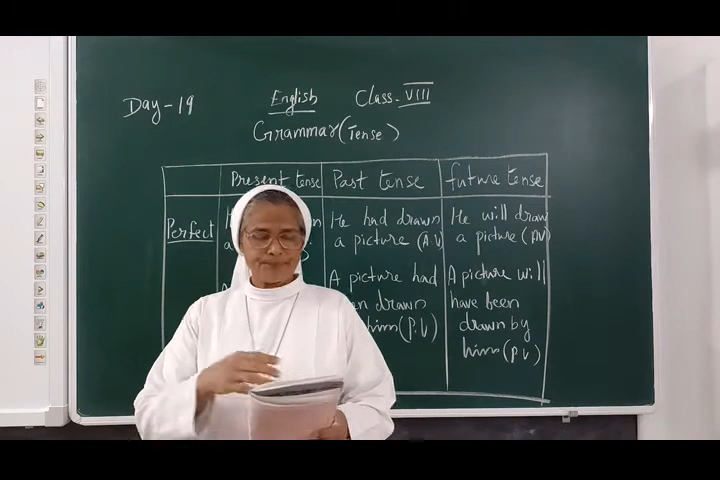 Day-19 English Class-VIII
Grammar (Tense)
Present tense Past tense Future tense
Perfect He had drawn He will draw
a picture (A.V) a picture (AV)
A picture had A picture will
drawn have been
him (P.V) drawn by
him (P.V)